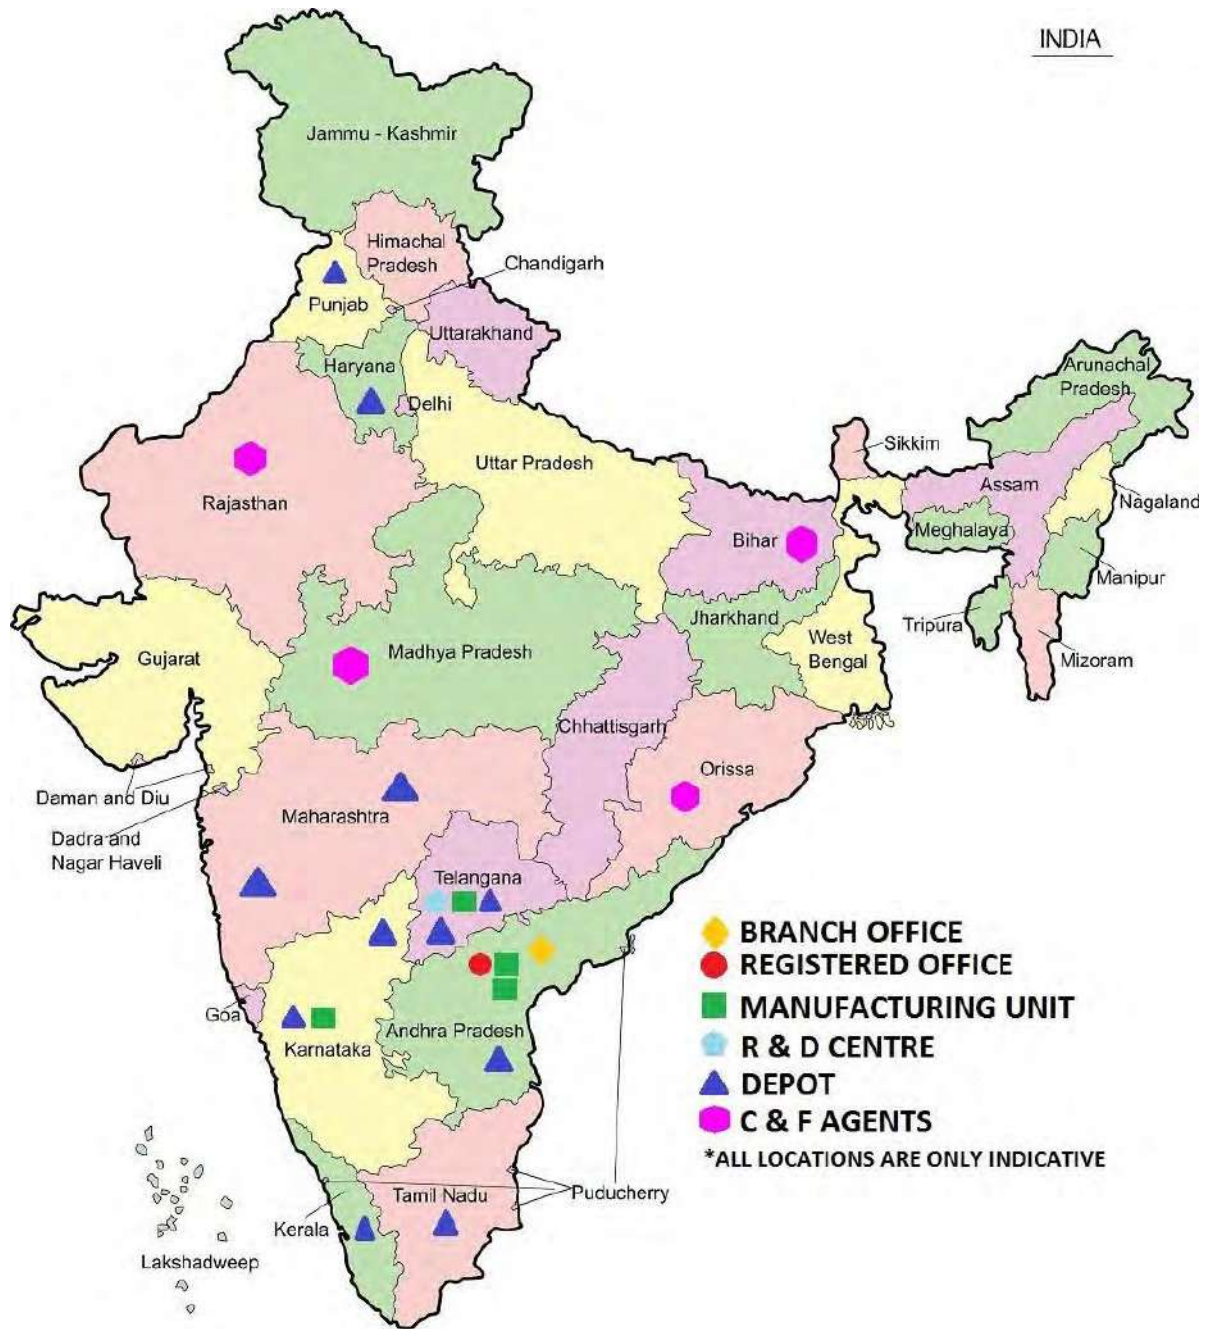 INDIA
Jammu - Kashmir
Himachal
Pradesh
Chandigarh
Punjab
Uttarakhand
Haryana
Delhi
Arunachal
Pradesh
Sikkim
Uttar Pradesh
Rajasthan
Assam
Nagaland
Bihar
Meghalaya
Manipur
Jharkhand
Tripura
West
Bengal
Gujarat
Madhya Pradesh
Mizoram
Chhattisgarh
Orissa
Daman and Diu
Maharashtra
Dadra and
Nagar Haveli
Telangana
BRANCH OFFICE
REGISTERED OFFICE
MANUFACTURING UNIT
Goa
Andhra Pradesh
Karnataka
R & D CENTRE
DEPOT
C & F AGENTS
*ALL LOCATIONS ARE ONLY INDICATIVE
Puducherry
Tamil Nadu
Kerala
Lakshadweep